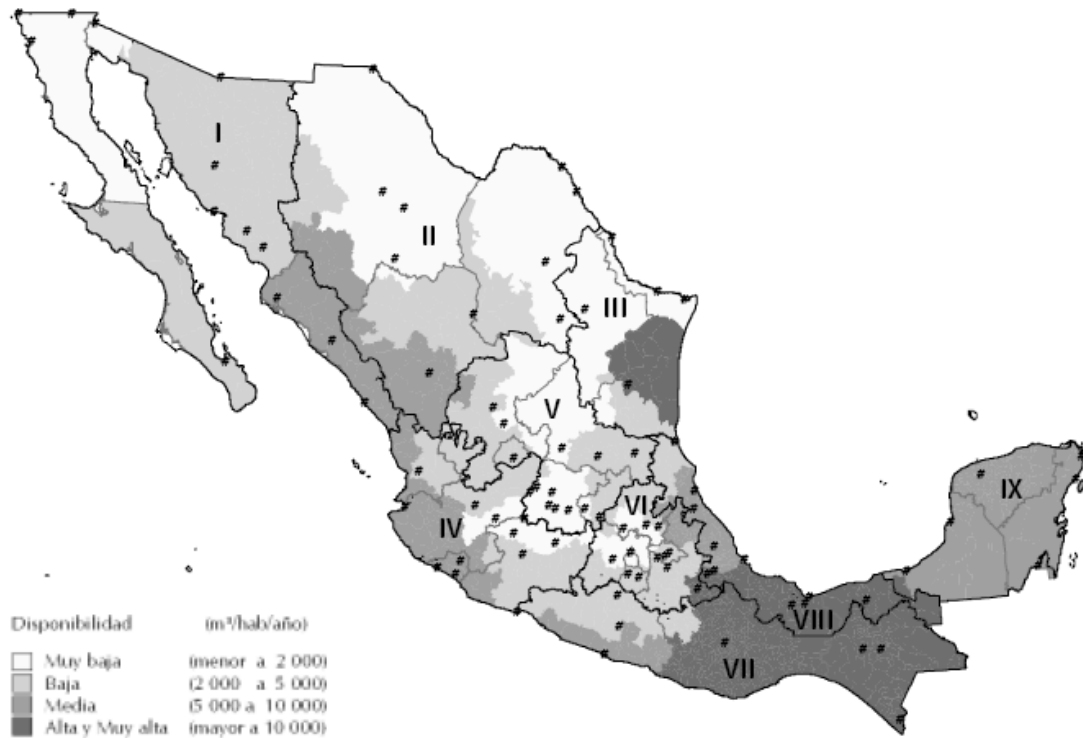 I
II
III
V
IX
VI
IV
VIII
VII
Disponibilidad (m³/hab/año)
Muy baja (menor a 2 000)
Baja (2 000 a 5 000)
Media (5 000 a 10 000)
Alta y Muy alta (mayor a 10 000)